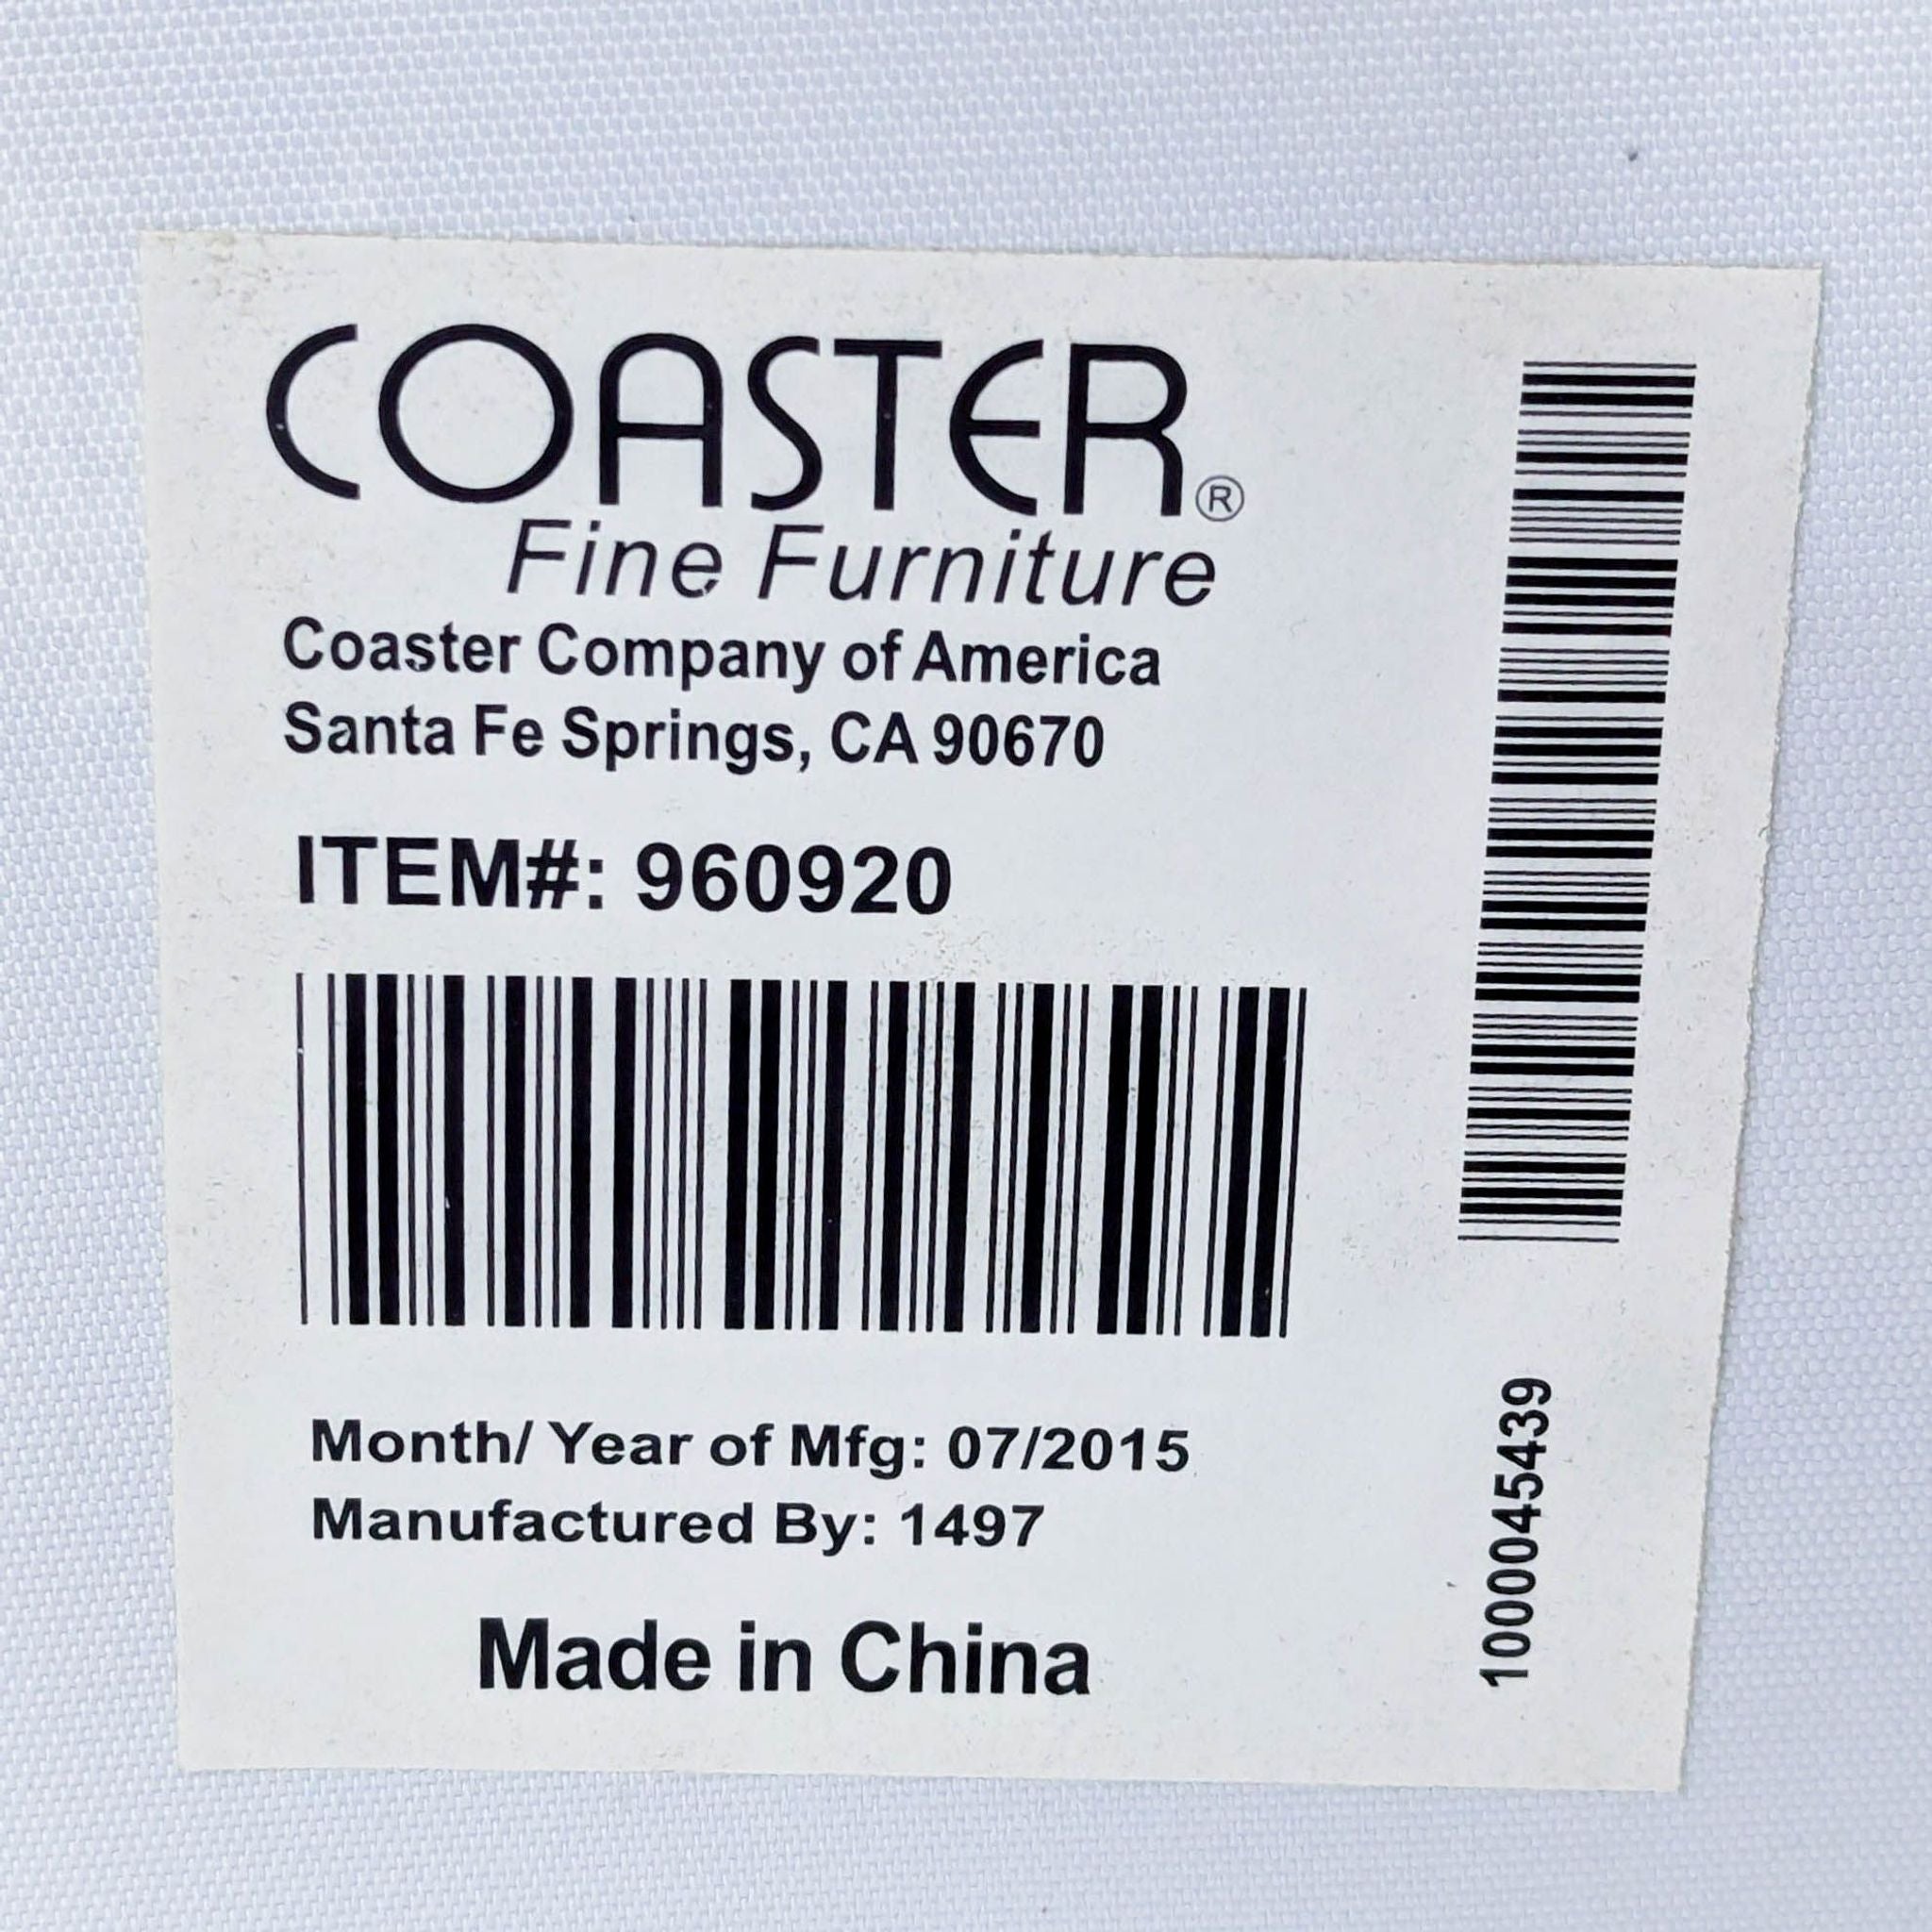 COASTER®
Fine Furniture
Coaster Company of America
Santa Fe Springs, CA 90670
ITEM#: 960920
Month/ Year of Mfg: 07/2015
Manufactured By: 1497
Made in China
100045439